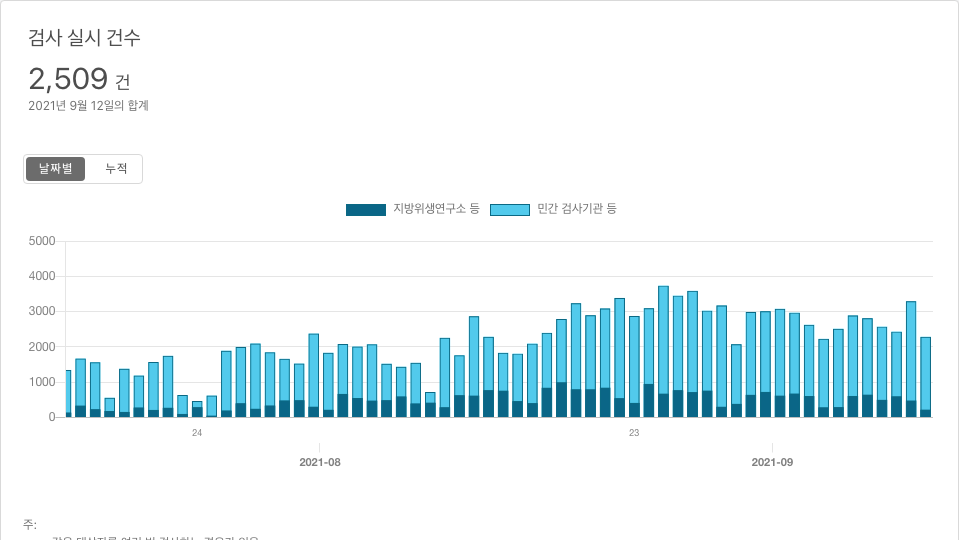 검사 실시 건수
2,509 건
2021년 9월 12일의 합계
날짜별 누적
지방위생연구소 등 민간 검사기관 등
5000
4000
3000
2000
1000
0
24 23
2021-08 2021-09
주: